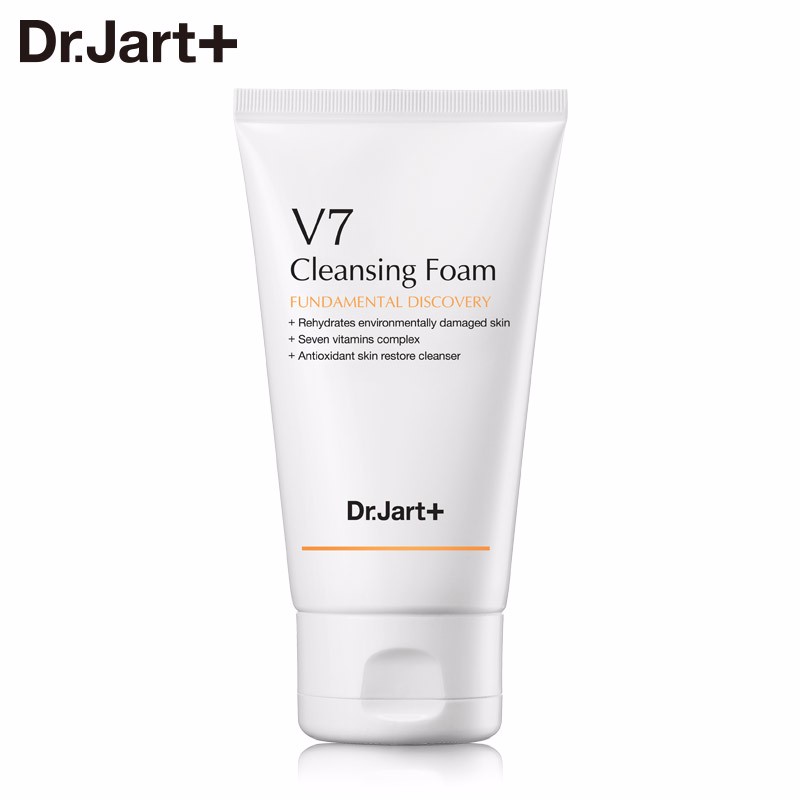 Dr.Jart+
V7
Cleansing Foam
FUNDAMENTAL DISCOVERY
+ Rehydrates environmentally damaged skin
+ Seven vitamins complex
+ Antioxidant skin restore cleanser
Dr.Jart+